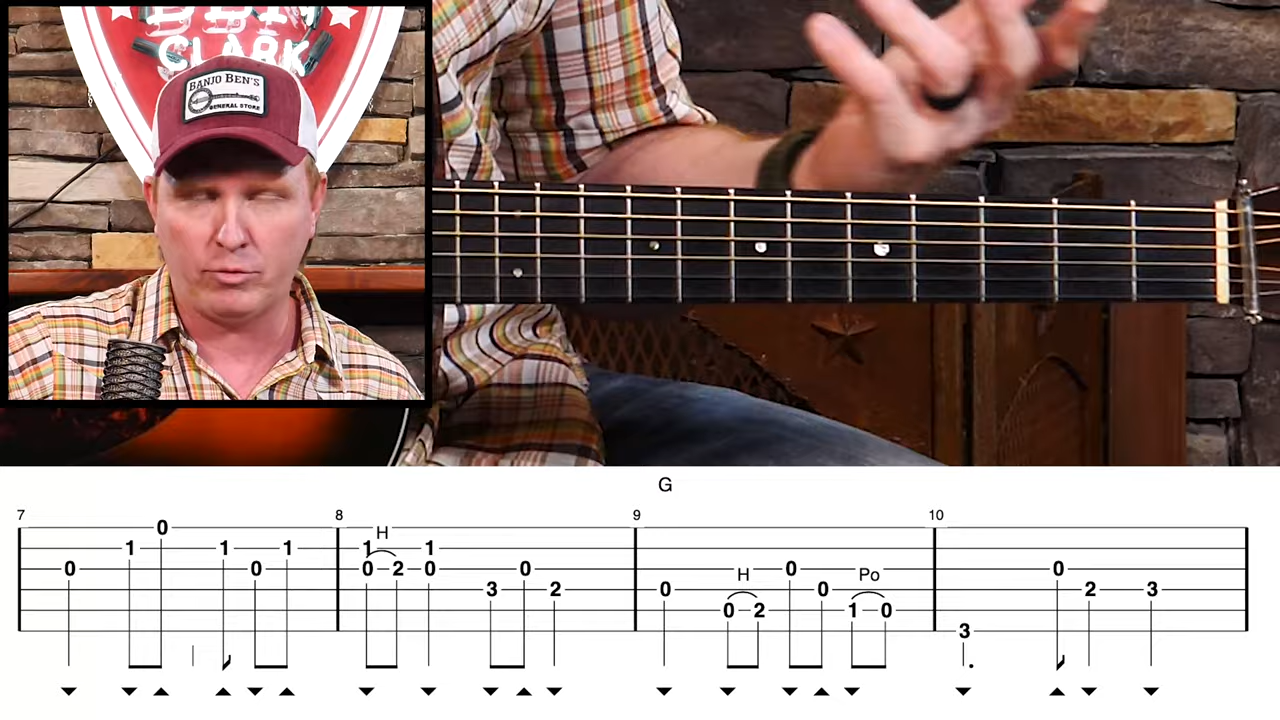 BEN
CLARK
BANJO BEN'S
GENERAL STORE
G
7 8 9 10
H H Po
0 1 0 1 0 1
1 0 2 1 0 3 0 2
0 0 2 0 0 1 0
3 0 2 3